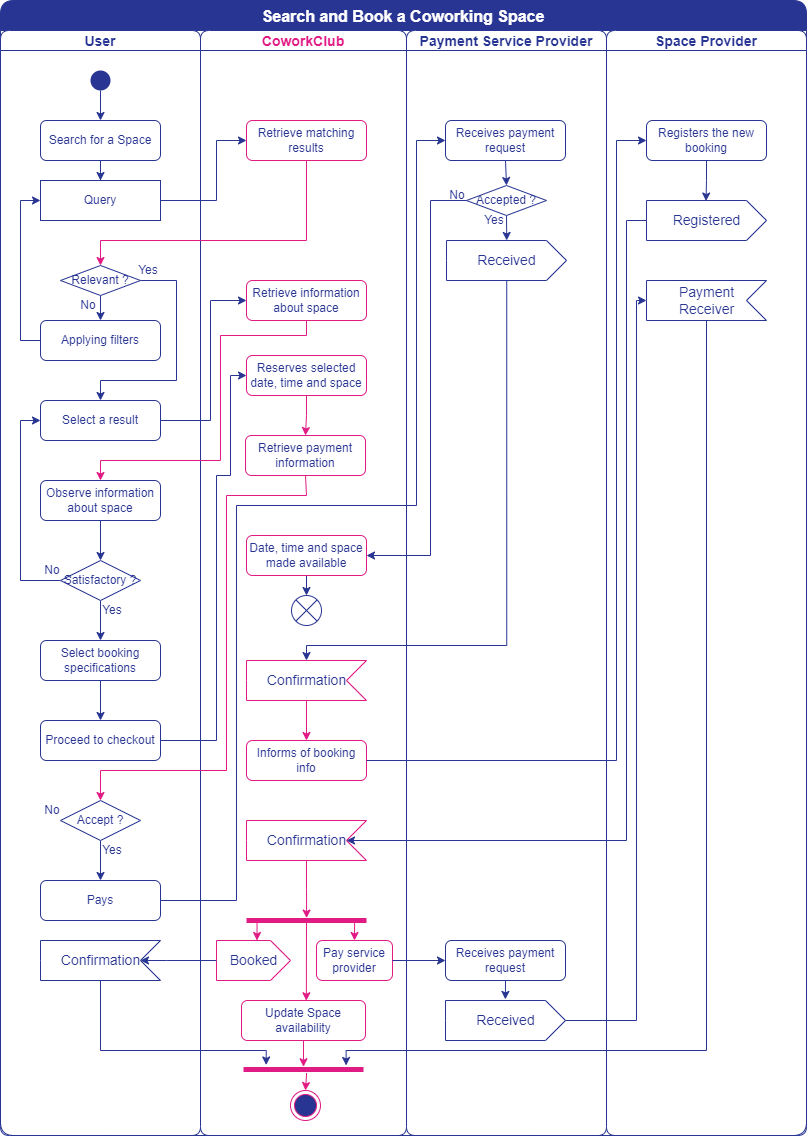 Search and Book a Coworking Space
User
CoworkClub
Payment Service Provider
Space Provider
Search for a Space
Query
Relevant ?
Yes
No
Applying filters
Select a result
Observe information
about space
No
Satisfactory ?
Yes
Select booking
specifications
Proceed to checkout
No
Accept ?
Yes
Pays
Confirmation
Retrieve matching
results
Retrieve information
about space
Reserves selected
date, time and space
Retrieve payment
information
Date, time and space
made available
Confirmation
Informs of booking
info
Confirmation
Booked
Pay service
provider
Update Space
availability
Receives payment
request
No
Accepted ?
Yes
Received
Receives payment
request
Received
Registers the new
booking
Registered
Payment
Receiver